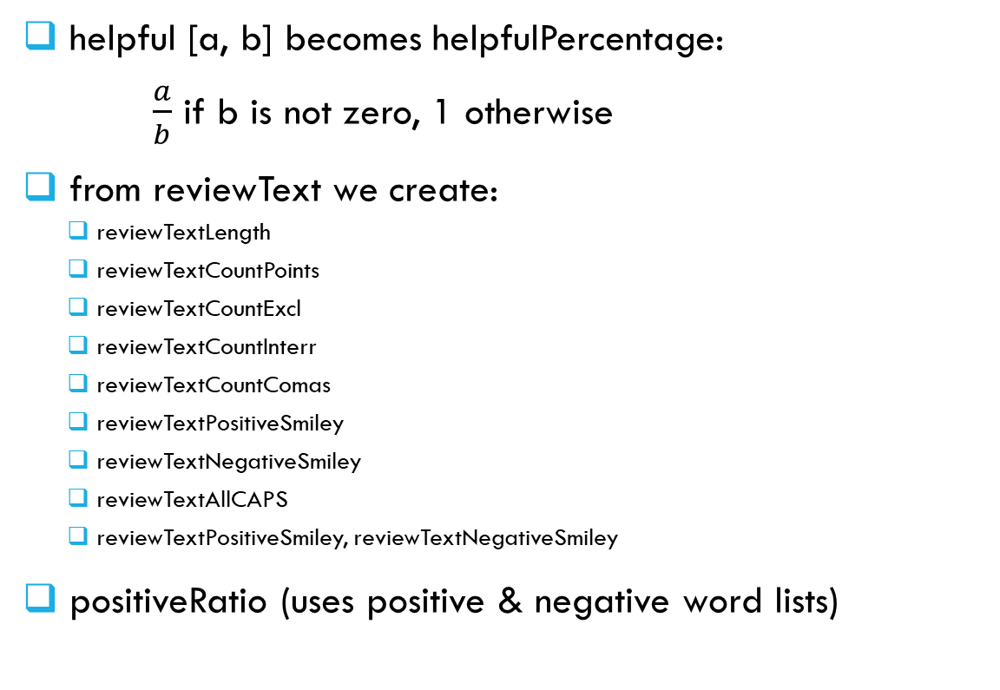 helpful [a, b] becomes helpfulPercentage:
a/b if b is not zero, 1 otherwise
from reviewText we create:
reviewTextLength
reviewTextCountPoints
reviewTextCountExcl
reviewTextCountInterr
reviewTextCountComas
reviewTextPositiveSmiley
reviewTextNegativeSmiley
reviewTextAllCAPS
reviewTextPositiveSmiley, reviewTextNegativeSmiley
positiveRatio (uses positive & negative word lists)